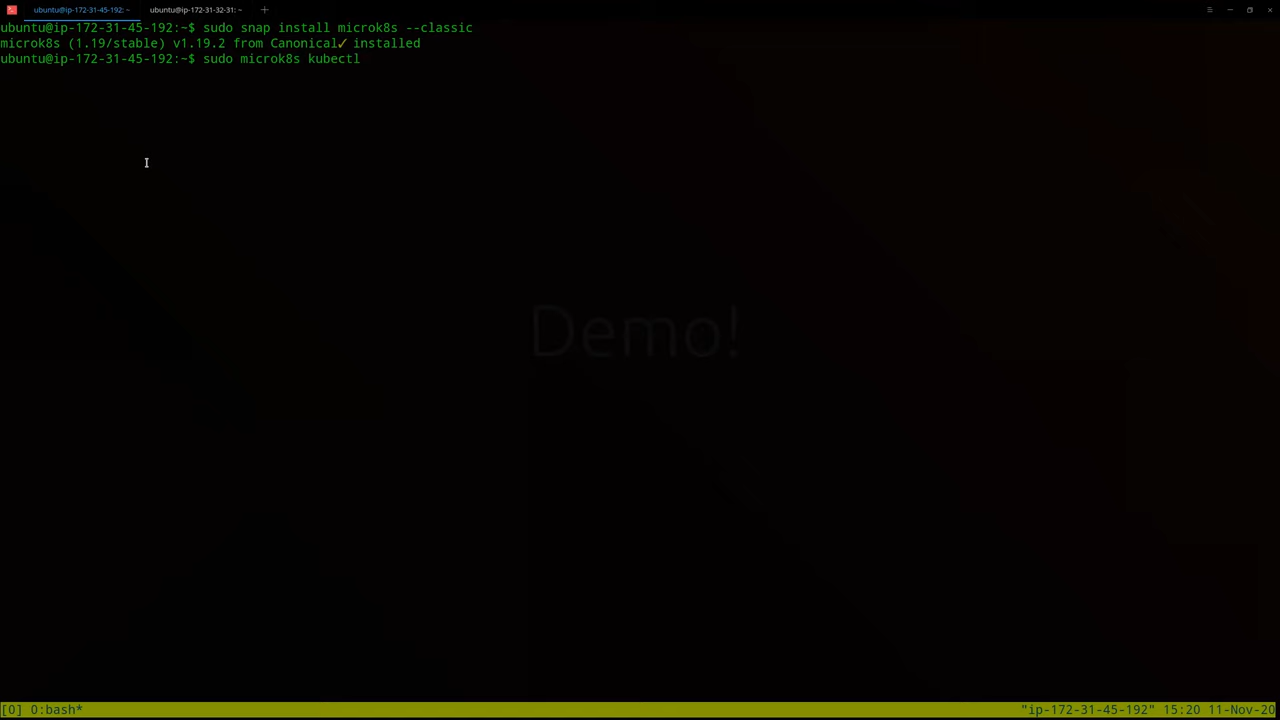 ubuntu@ip-172-31-45-192: ~ ubuntu@ip-172-31-32-31: ~
ubuntu@ip-172-31-45-192:~$ sudo snap install microk8s --classic
microk8s (1.19/stable) v1.19.2 from Canonical✓ installed
ubuntu@ip-172-31-45-192:~$ sudo microk8s kubectl
Demo!
[0] 0:bash* "ip-172-31-45-192" 15:20 11-Nov-20